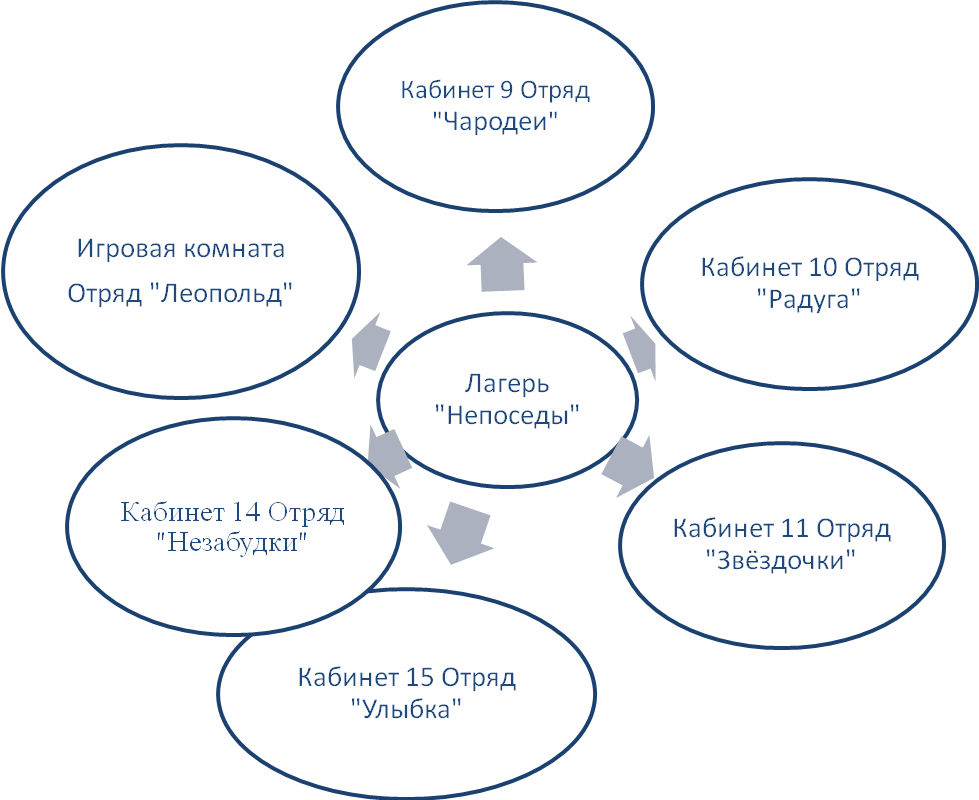 Кабинет 9 Отряд
"Чародеи"
Игровая комната
Отряд "Леопольд"
Кабинет 10 Отряд
"Радуга"
Лагерь
"Непоседы"
Кабинет 14 Отряд
"Незабудки"
Кабинет 11 Отряд
"Звёздочки"
Кабинет 15 Отряд
"Улыбка"